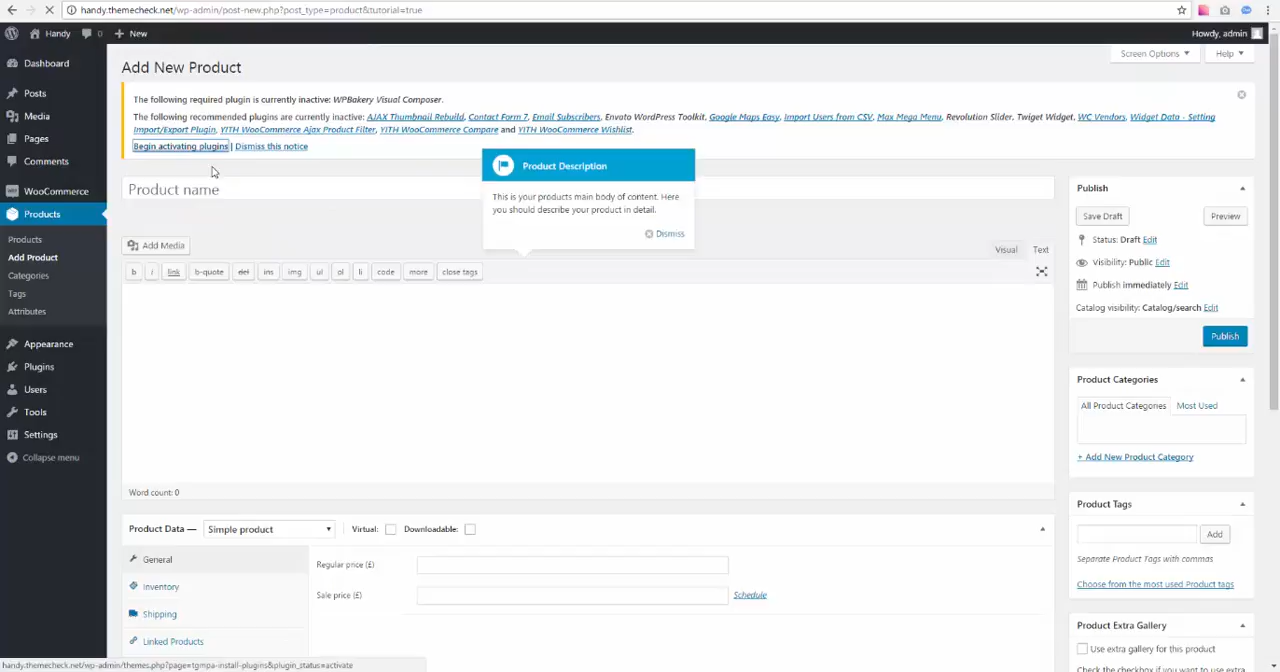 handy.themecheck.net/wp-admin/post-new.php?post_type=product&tutorial=true
Handy 0 New Howdy, admin
Screen Options Help
Dashboard
Posts
Media
Pages
Comments
WooCommerce
Products
Products
Add Product
Categories
Tags
Attributes
Appearance
Plugins
Users
Tools
Settings
Collapse menu
Add New Product
The following required plugin is currently inactive: WPBakery Visual Composer.
The following recommended plugins are currently inactive: AJAX Thumbnail Rebuild, Contact Form 7, Email Subscribers, Envato WordPress Toolkit, Google Maps Easy, Import Users from CSV, Max Mega Menu, Revolution Slider, Twiget Widget, WC Vendors, Widget Data - Setting
Import/Export Plugin, YITH WooCommerce Ajax Product Filter, YITH WooCommerce Compare and YITH WooCommerce Wishlist.
Begin activating plugins | Dismiss this notice
Product name
Product Description
This is your products main body of content. Here
you should describe your product in detail.
Dismiss
Add Media
Visual Text
b i link b-quote del ins img ul ol li code more close tags
Word count: 0
Product Data — Simple product Virtual: Downloadable:
General
Inventory
Shipping
Linked Products
Regular price (£)
Sale price (£) Schedule
Publish
Save Draft Preview
Status: Draft Edit
Visibility: Public Edit
Publish immediately Edit
Catalog visibility: Catalog/search Edit
Publish
Product Categories
All Product Categories Most Used
+ Add New Product Category
Product Tags
Add
Separate Product Tags with commas
Choose from the most used Product tags
Product Extra Gallery
Use extra gallery for this product
Check the checkbox if you want to use extra
handy.themecheck.net/wp-admin/themes.php?page=tgmpa-install-plugins&plugin_status=activate